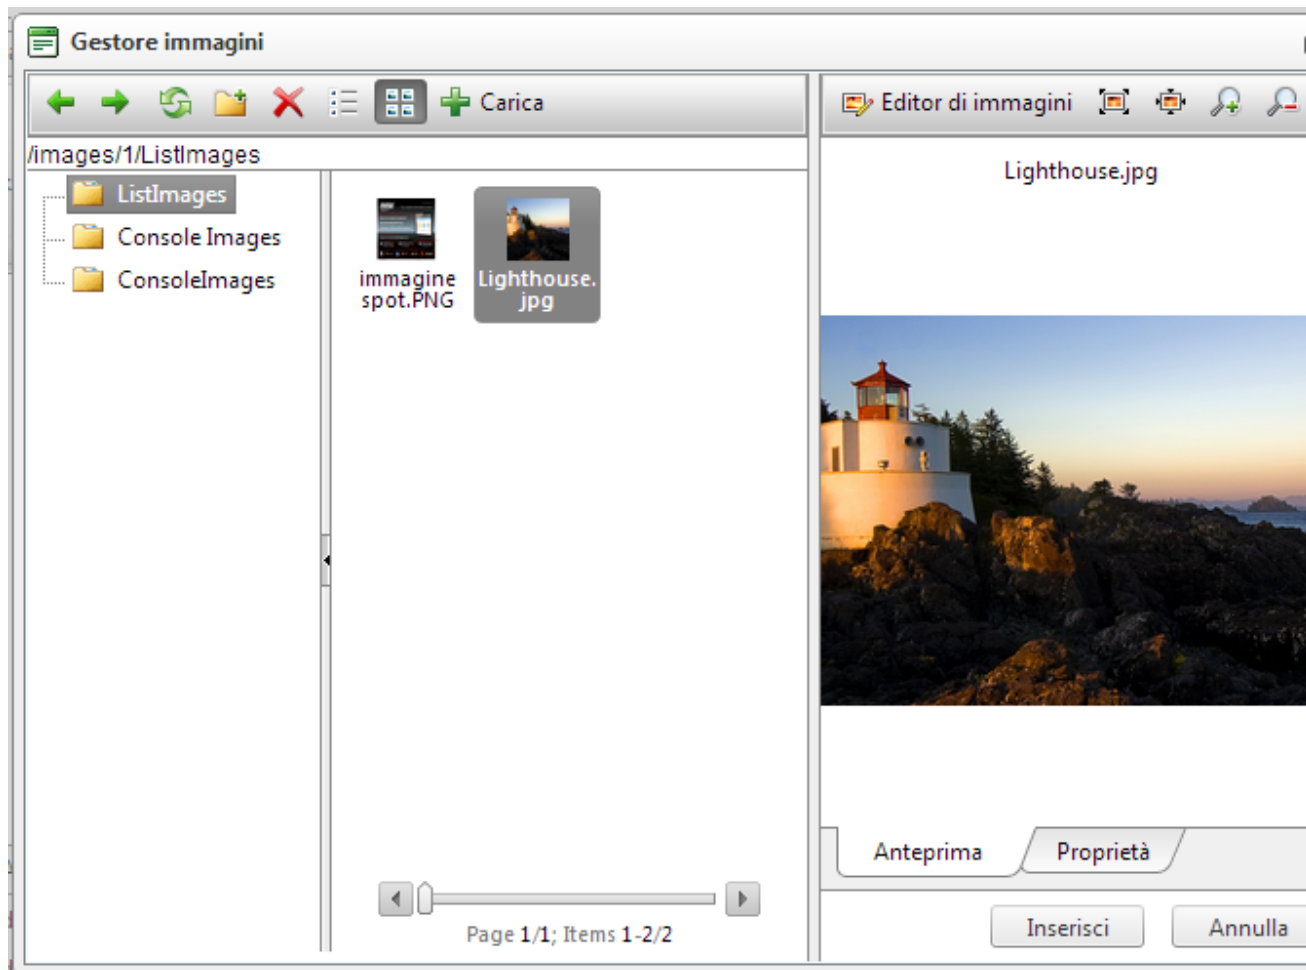 Gestore immagini
Carica
Editor di immagini
/images/1/ListImages
ListImages
Console Images
ConsoleImages
immagine
spot.PNG
Lighthouse.
jpg
Lighthouse.jpg
Anteprima
Proprietà
Page 1/1; Items 1-2/2
Inserisci
Annulla